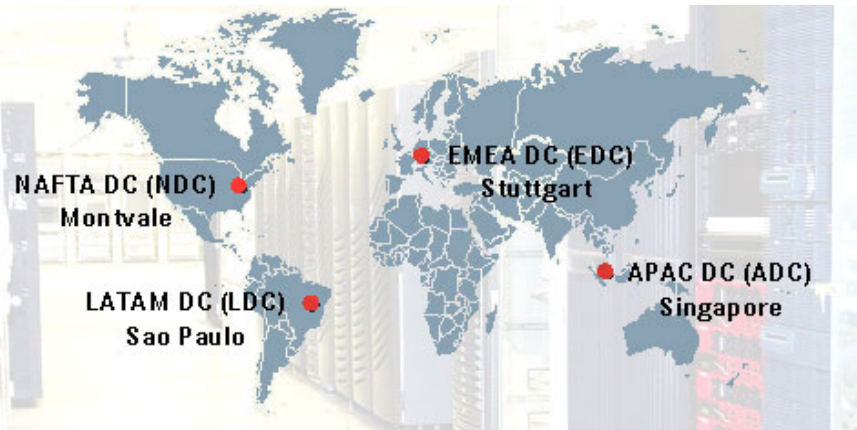 EMEA DC (EDC)
Stuttgart
NAFTA DC (NDC)
Montvale
APAC DC (ADC)
Singapore
LATAM DC (LDC)
Sao Paulo